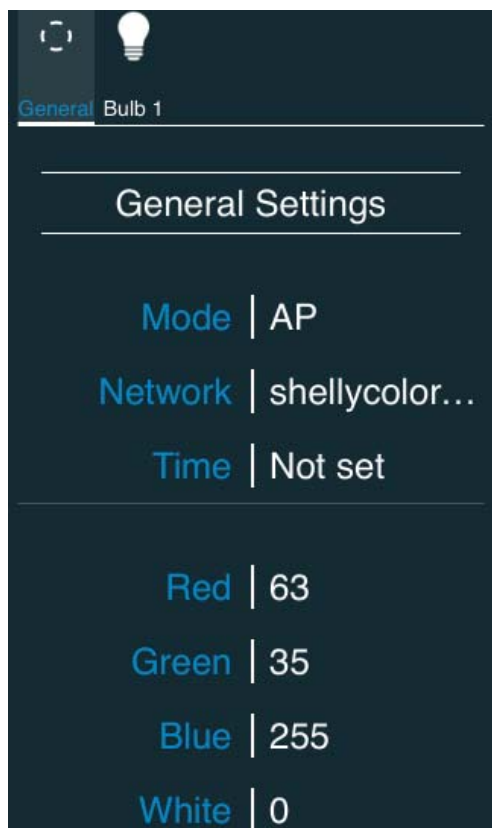 General Bulb 1
General Settings
Mode AP
Network shellycolor...
Time Not set
Red 63
Green 35
Blue 255
White 0